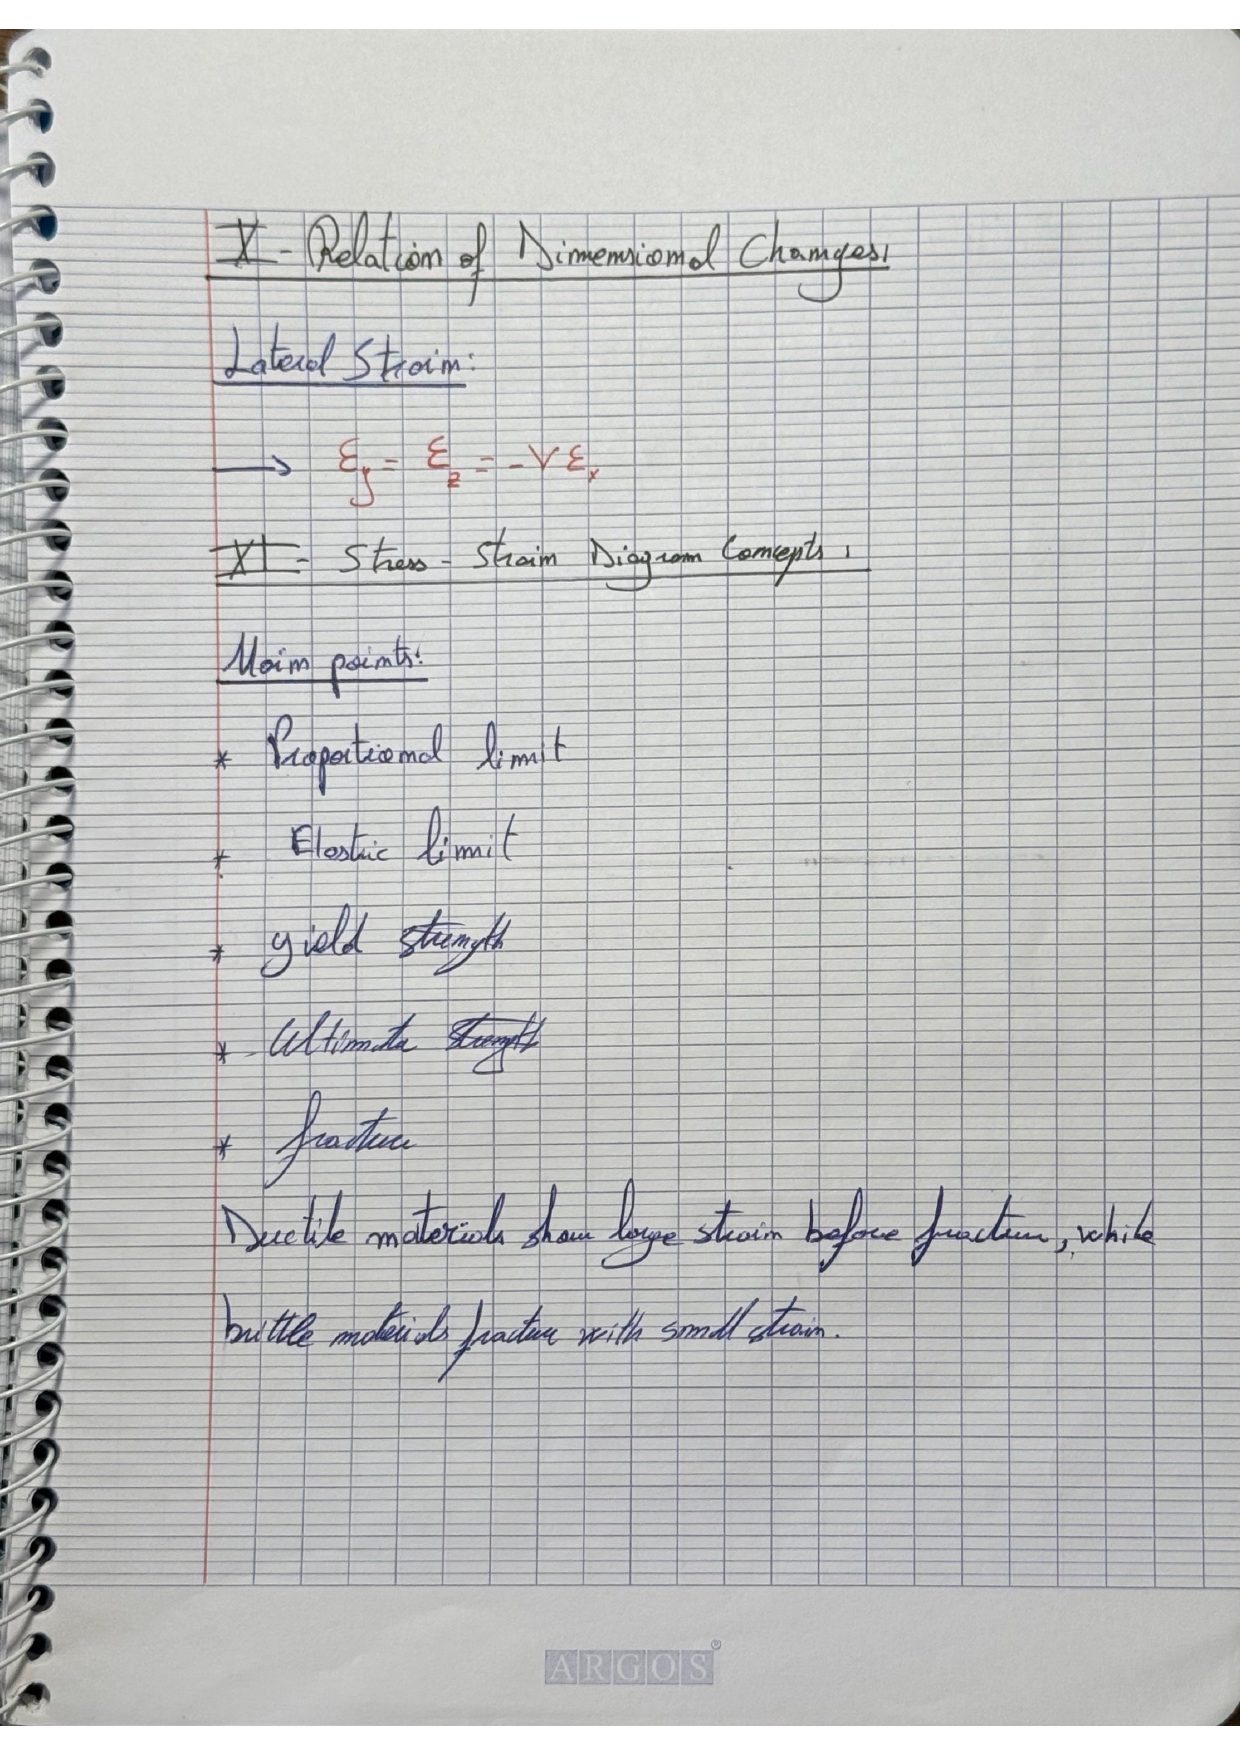 X - Relation of Dimensional Changes:
Lateral Strain:
→ εy = εz = -ν εx
XI - Stress - Strain Diagram Concepts:
Main points:
* Proportional limit
* Elastic limit
* yield strength
* Ultimate strength
* fracture
Ductile materials show large strain before fracture, while
brittle materials fracture with small strain.
ARGOS®